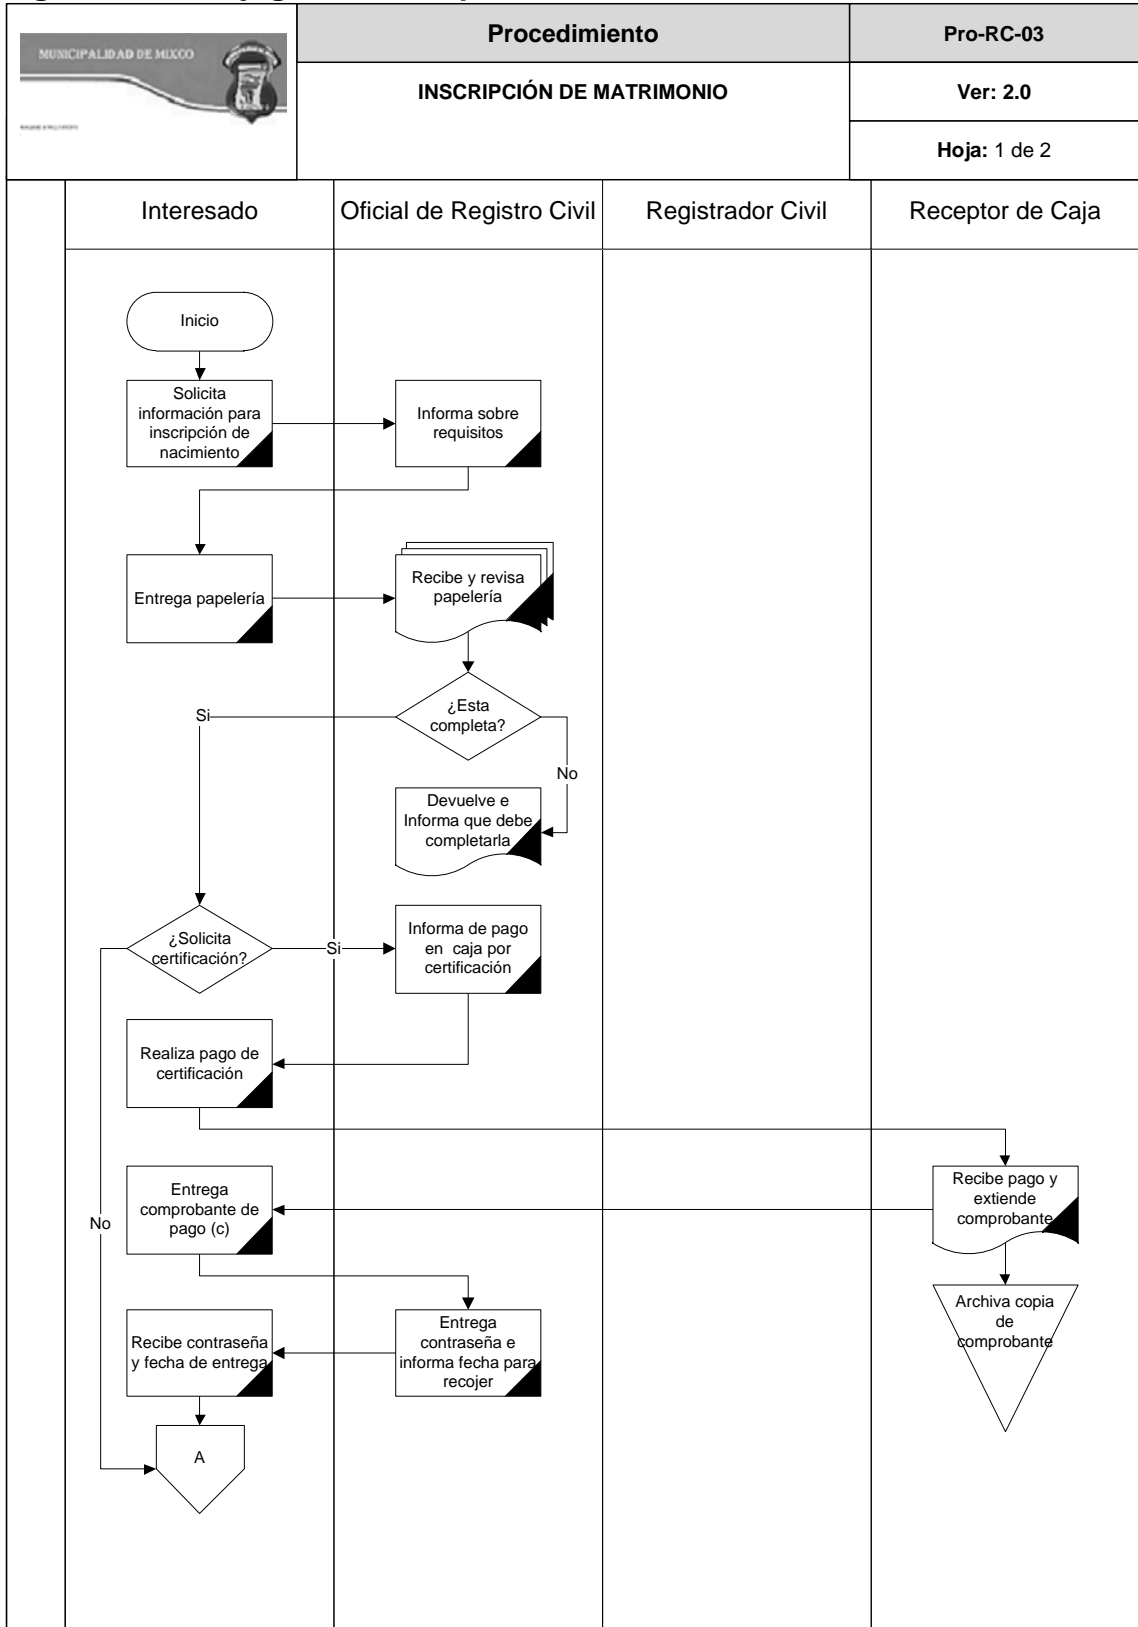 MUNICIPALIDAD DE MIXCO
Procedimiento
Pro-RC-03
INSCRIPCIÓN DE MATRIMONIO
Ver: 2.0
Hoja: 1 de 2
Interesado
Oficial de Registro Civil
Registrador Civil
Receptor de Caja
Inicio
Solicita
información para
inscripción de
nacimiento
Informa sobre
requisitos
Entrega papelería
Recibe y revisa
papelería
¿Esta
completa?
Si
No
Devuelve e
Informa que debe
completarla
¿Solicita
certificación?
Si
Informa de pago
en caja por
certificación
Realiza pago de
certificación
Recibe pago y
extiende
comprobante
Entrega
comprobante de
pago (c)
No
Archiva copia
de
comprobante
Entrega
contraseña e
informa fecha para
recojer
Recibe contraseña
y fecha de entrega
A